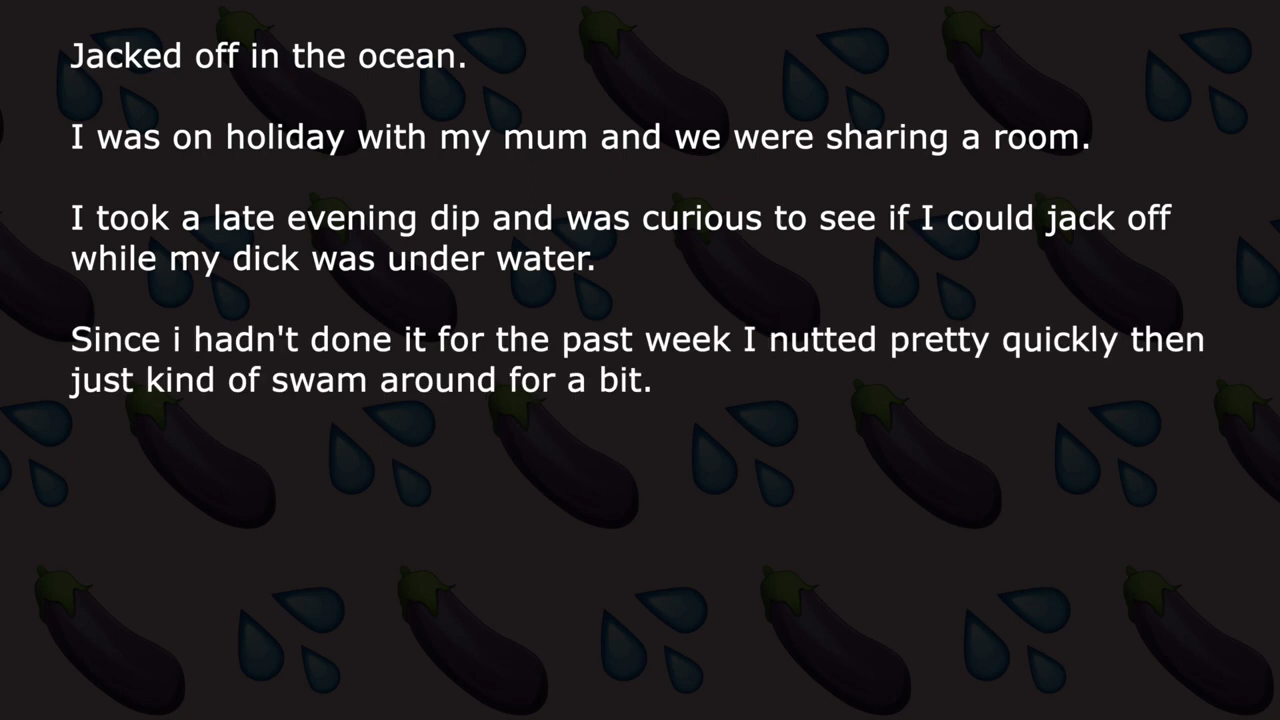 Jacked off in the ocean.
I was on holiday with my mum and we were sharing a room.
I took a late evening dip and was curious to see if I could jack off
while my dick was under water.
Since i hadn't done it for the past week I nutted pretty quickly then
just kind of swam around for a bit.